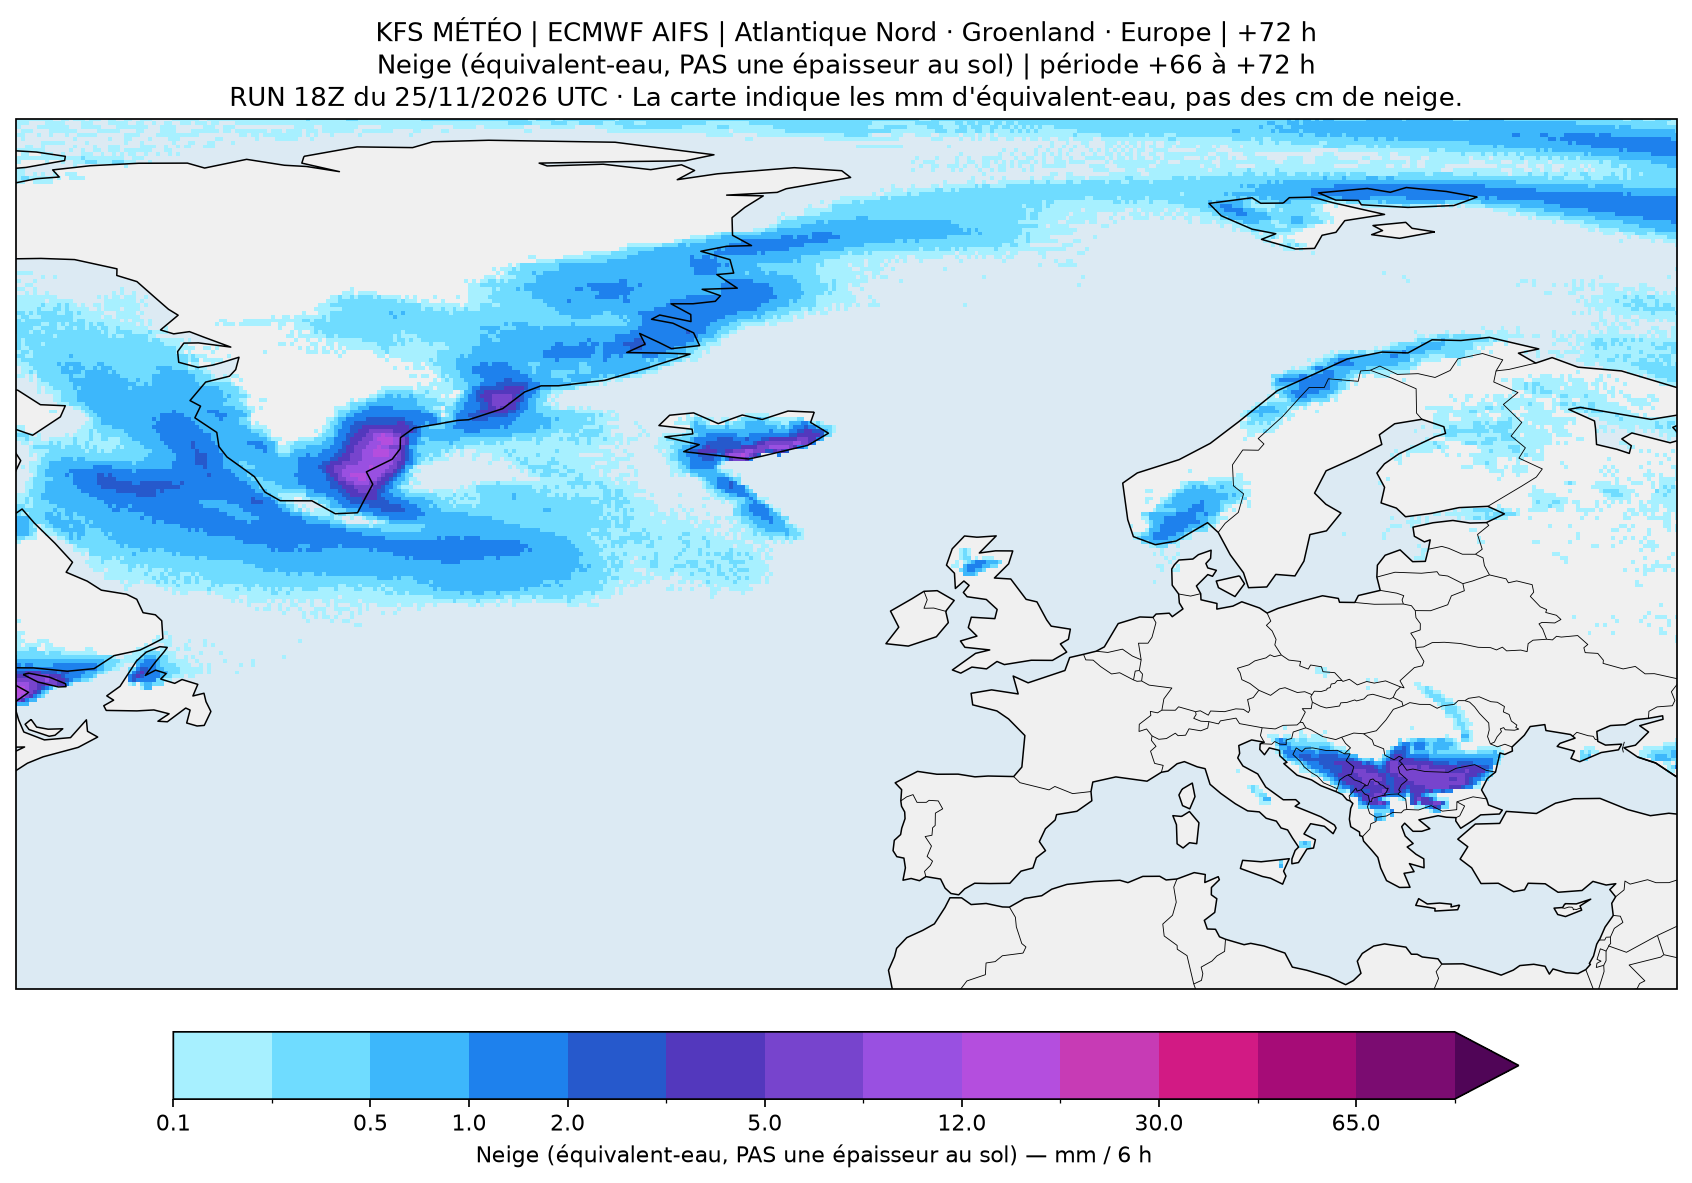 KFS MÉTÉO | ECMWF AIFS | Atlantique Nord · Groenland · Europe | +72 h
Neige (équivalent-eau, PAS une épaisseur au sol) | période +66 à +72 h
RUN 18Z du 25/11/2026 UTC · La carte indique les mm d'équivalent-eau, pas des cm de neige.
0.1 0.5 1.0 2.0 5.0 12.0 30.0 65.0
Neige (équivalent-eau, PAS une épaisseur au sol) — mm / 6 h